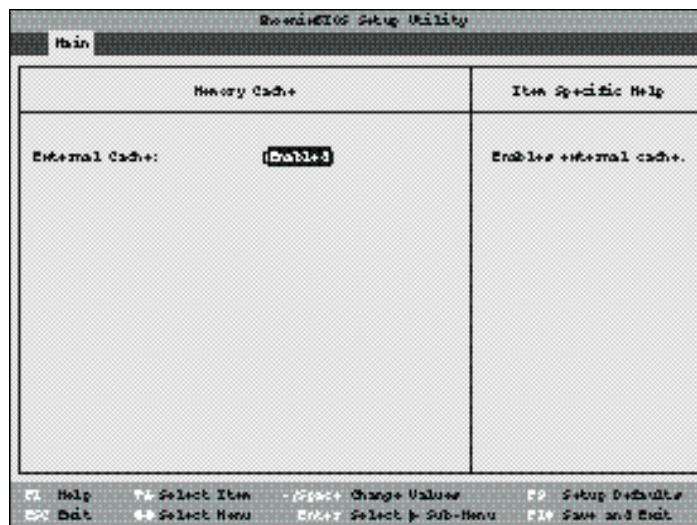 PhoenixBIOS Setup Utility
Main
Memory Cache
Item Specific Help
External Cache:
[Enabled]
Enables external cache.
F1 Help ↑↓ Select Item -/Space Change Values F9 Setup Defaults
ESC Exit ↔ Select Menu Enter Select ▶ Sub-Menu F10 Save and Exit